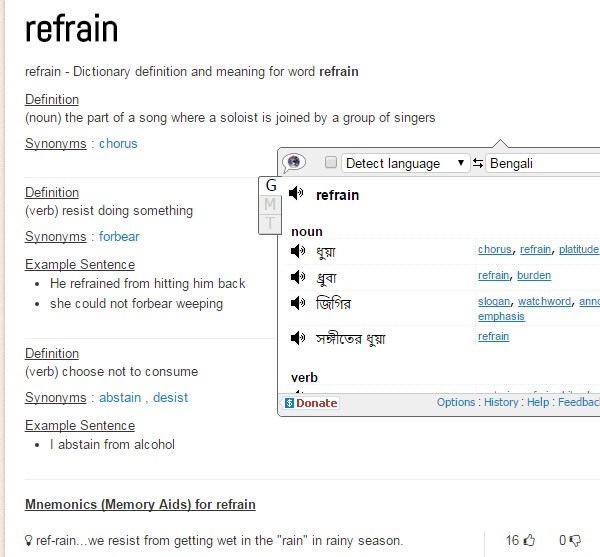 refrain
refrain - Dictionary definition and meaning for word refrain
Definition
(noun) the part of a song where a soloist is joined by a group of singers
Synonyms : chorus
Definition
(verb) resist doing something
Synonyms : forbear
Example Sentence
He refrained from hitting him back
she could not forbear weeping
Definition
(verb) choose not to consume
Synonyms : abstain , desist
Example Sentence
I abstain from alcohol
Detect language Bengali
G
M
T
refrain
noun
ধুয়া chorus, refrain, platitude
ধ্রুবা refrain, burden
জিগির slogan, watchword,
emphasis
সঙ্গীতের ধুয়া refrain
verb
Donate Options : History : Help :
Mnemonics (Memory Aids) for refrain
ref-rain...we resist from getting wet in the "rain" in rainy season. 16 0